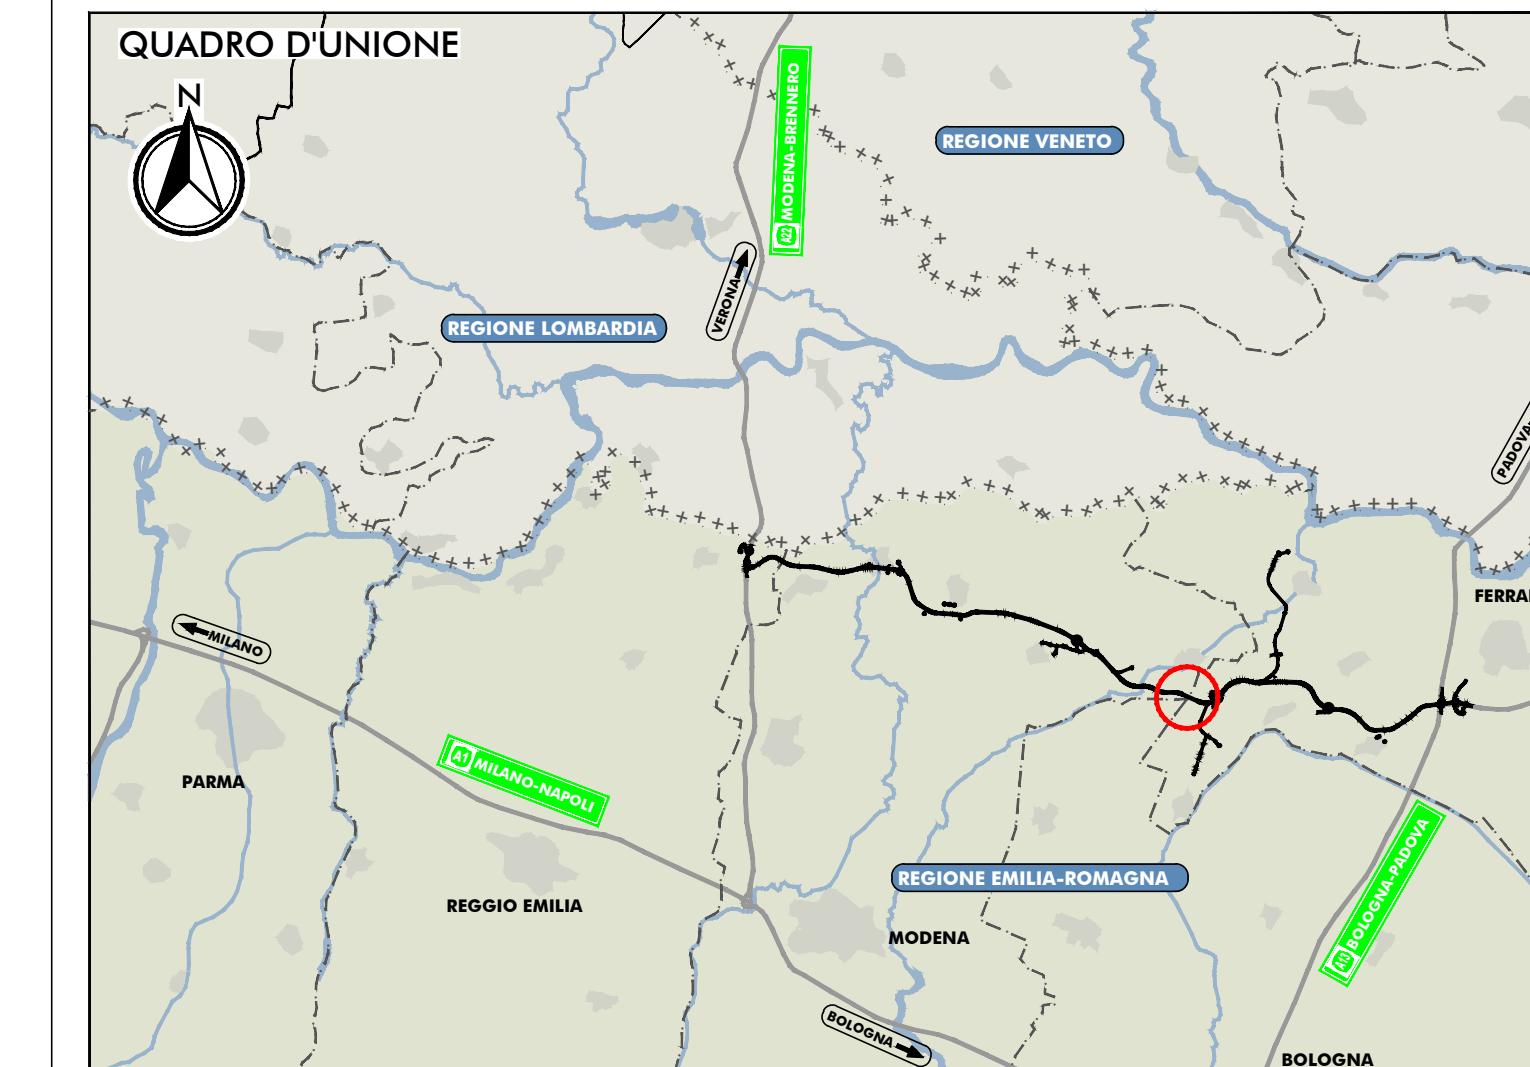 QUADRO D'UNIONE
N
A22 MODENA-BRENNERO
REGIONE VENETO
VERONA
REGIONE LOMBARDIA
PADOVA
FERRA
MILANO
PARMA
A1 MILANO-NAPOLI
REGGIO EMILIA
REGIONE EMILIA-ROMAGNA
A13 BOLOGNA-PADOVA
MODENA
BOLOGNA
BOLOGNA